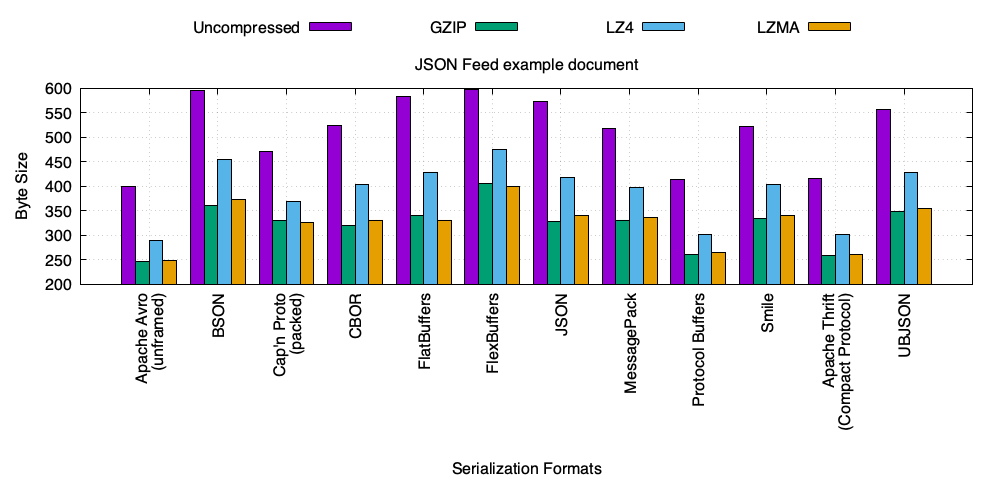 Uncompressed GZIP LZ4 LZMA
JSON Feed example document
Byte Size
600
550
500
450
400
350
300
250
200
Apache Avro
(unframed)
BSON
Cap'n Proto
(packed)
CBOR
FlatBuffers
FlexBuffers
JSON
MessagePack
Protocol Buffers
Smile
Apache Thrift
(Compact Protocol)
UBJSON
Serialization Formats